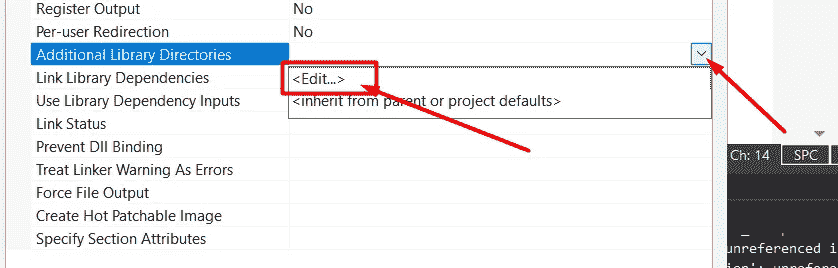 Register Output No
Per-user Redirection No
Additional Library Directories
Link Library Dependencies <Edit...>
Use Library Dependency Inputs <inherit from parent or project defaults>
Link Status
Prevent Dll Binding
Treat Linker Warning As Errors
Force File Output
Create Hot Patchable Image
Specify Section Attributes
Ch: 14 SPC
unreferenced i